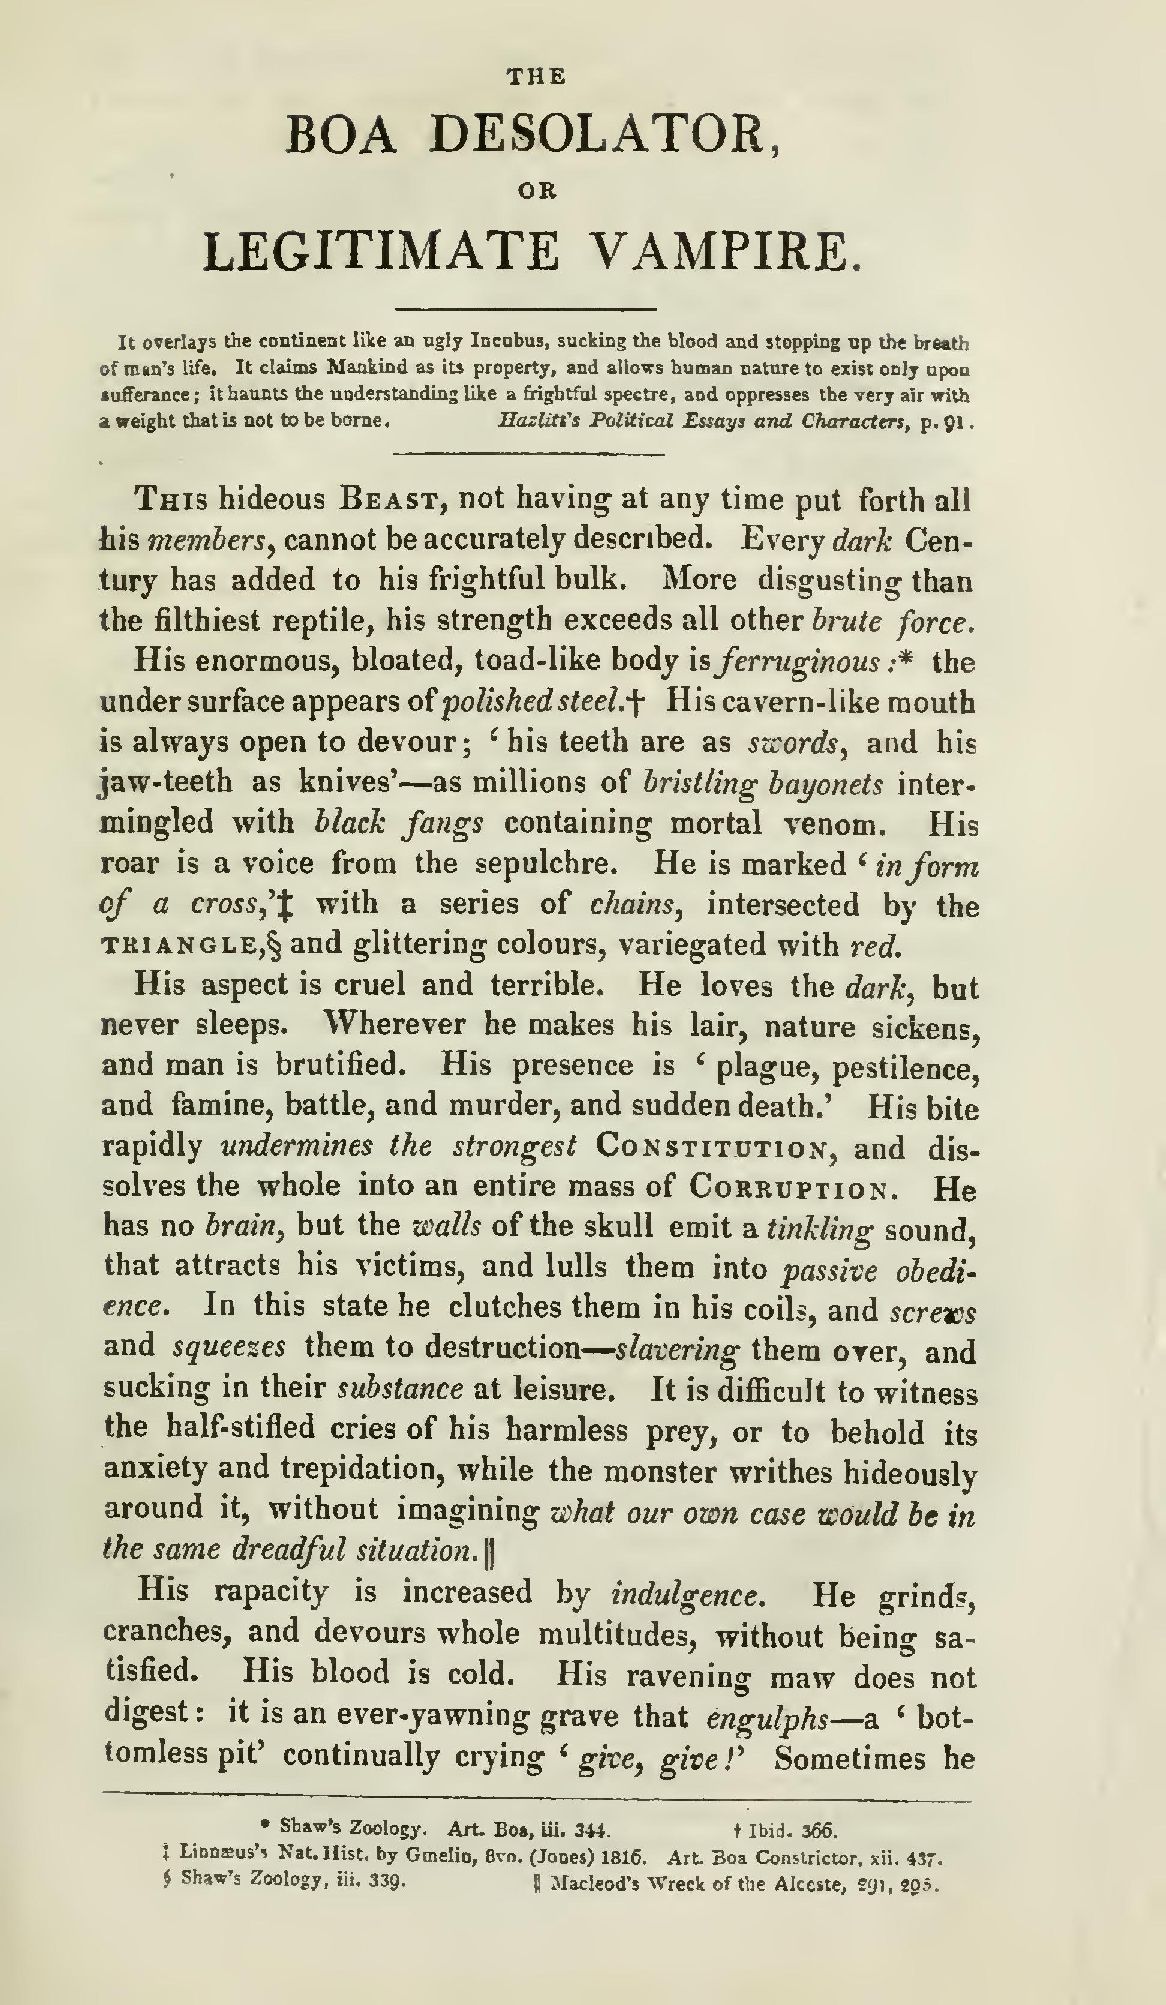 THE
BOA DESOLATOR,
OR
LEGITIMATE VAMPIRE.
It overlays the continent like an ugly Incubus, sucking the blood and stopping up the breath
of man's life. It claims Mankind as its property, and allows human nature to exist only upon
sufferance; it haunts the understanding like a frightful spectre, and oppresses the very air with
a weight that is not to be borne. Hazlitt's Political Essays and Characters, p. 91.
THIS hideous BEAST, not having at any time put forth all
his members, cannot be accurately described. Every dark Cen-
tury has added to his frightful bulk. More disgusting than
the filthiest reptile, his strength exceeds all other brute force.
His enormous, bloated, toad-like body is ferruginous:* the
under surface appears of polished steel.† His cavern-like mouth
is always open to devour; ‘his teeth are as swords, and his
jaw-teeth as knives’—as millions of bristling bayonets inter-
mingled with black fangs containing mortal venom. His
roar is a voice from the sepulchre. He is marked ‘in form
of a cross,’‡ with a series of chains, intersected by the
TRIANGLE,§ and glittering colours, variegated with red.
His aspect is cruel and terrible. He loves the dark, but
never sleeps. Wherever he makes his lair, nature sickens,
and man is brutified. His presence is ‘plague, pestilence,
and famine, battle, and murder, and sudden death.’ His bite
rapidly undermines the strongest CONSTITUTION, and dis-
solves the whole into an entire mass of CORRUPTION. He
has no brain, but the walls of the skull emit a tinkling sound,
that attracts his victims, and lulls them into passive obedi-
ence. In this state he clutches them in his coils, and screws
and squeezes them to destruction—slavering them over, and
sucking in their substance at leisure. It is difficult to witness
the half-stifled cries of his harmless prey, or to behold its
anxiety and trepidation, while the monster writhes hideously
around it, without imagining what our own case would be in
the same dreadful situation.‖
His rapacity is increased by indulgence. He grinds,
cranches, and devours whole multitudes, without being sa-
tisfied. His blood is cold. His ravening maw does not
digest: it is an ever-yawning grave that engulphs—a ‘bot-
tomless pit’ continually crying ‘give, give!’ Sometimes he
* Shaw's Zoology. Art. Boa, iii. 344. † Ibid. 366.
‡ Linnæus's Nat. Hist. by Gmelin, 8vo. (Jones) 1816. Art. Boa Constrictor, xii. 437.
§ Shaw's Zoology, iii. 339. ‖ Macleod's Wreck of the Alceste, 291, 295.